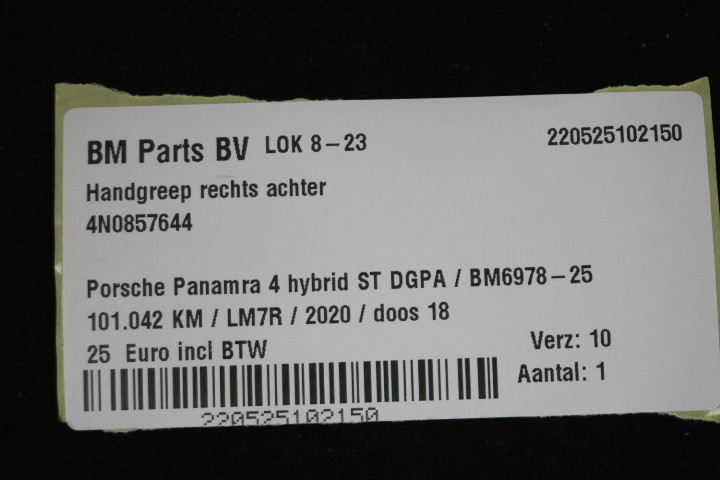 BM Parts BV LOK 8-23 220525102150
Handgreep rechts achter
4N0857644
Porsche Panamra 4 hybrid ST DGPA / BM6978-25
101.042 KM / LM7R / 2020 / doos 18
25 Euro incl BTW Verz: 10
Aantal: 1
220525102150